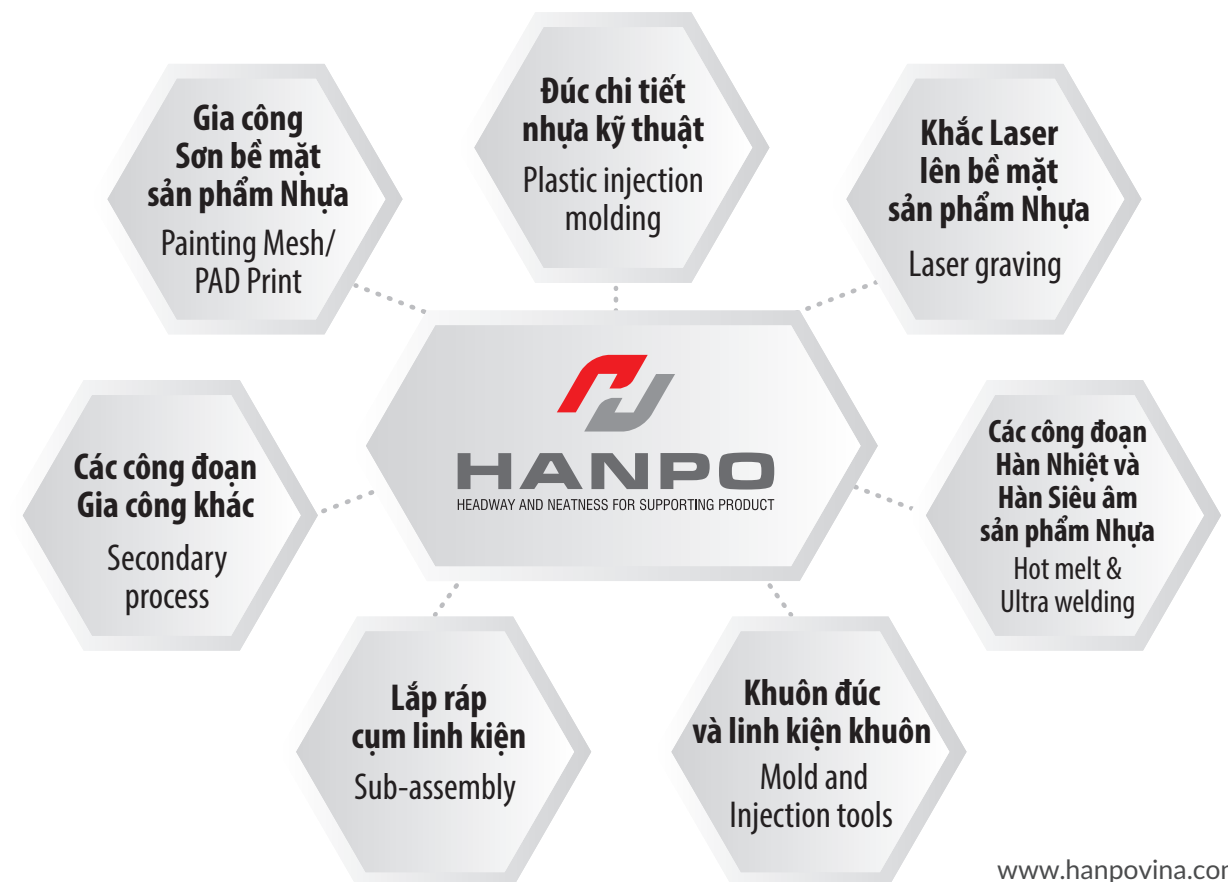 Gia công
Sơn bề mặt
sản phẩm Nhựa
Painting Mesh/
PAD Print
Đúc chi tiết
nhựa kỹ thuật
Plastic injection
molding
Khắc Laser
lên bề mặt
sản phẩm Nhựa
Laser graving
HANPO
HEADWAY AND NEATNESS FOR SUPPORTING PRODUCT
Các công đoạn
Gia công khác
Secondary
process
Các công đoạn
Hàn Nhiệt và
Hàn Siêu âm
sản phẩm Nhựa
Hot melt &
Ultra welding
Lắp ráp
cụm linh kiện
Sub-assembly
Khuôn đúc
và linh kiện khuôn
Mold and
Injection tools
www.hanpovina.com